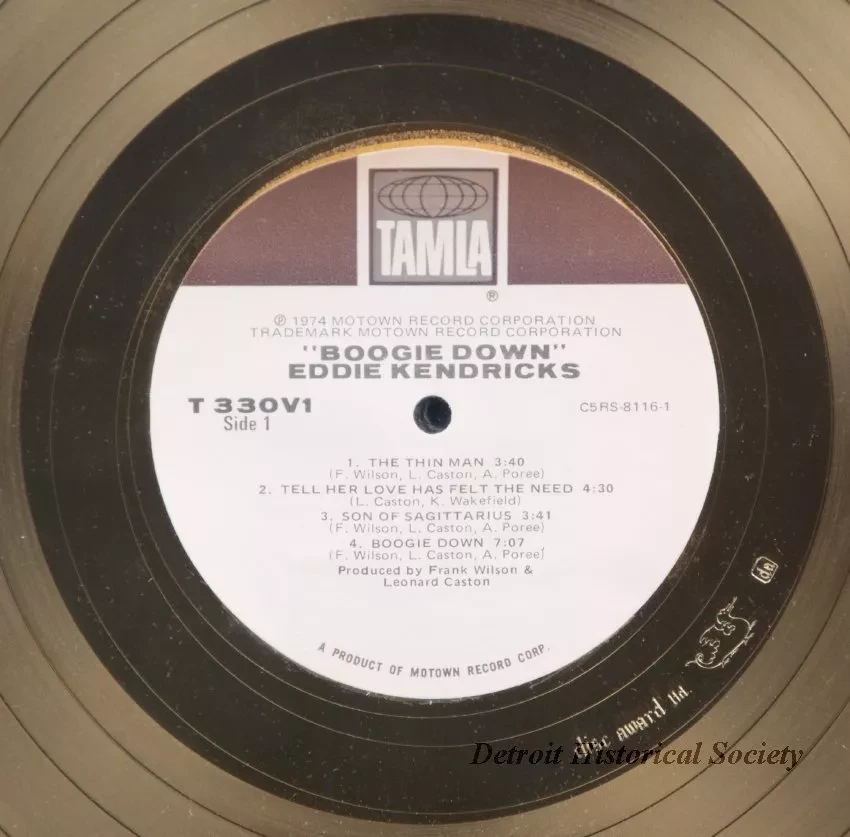 TAMLA
®
℗ 1974 MOTOWN RECORD CORPORATION
TRADEMARK MOTOWN RECORD CORPORATION
"BOOGIE DOWN"
EDDIE KENDRICKS
T 330V1
Side 1
C5RS-8116-1
1. THE THIN MAN 3:40
(F. Wilson, L. Caston, A. Poree)
2. TELL HER LOVE HAS FELT THE NEED 4:30
(L. Caston, K. Wakefield)
3. SON OF SAGITTARIUS 3:41
(F. Wilson, L. Caston, A. Poree)
4. BOOGIE DOWN 7:07
(F. Wilson, L. Caston, A. Poree)
Produced by Frank Wilson &
Leonard Caston
A PRODUCT OF MOTOWN RECORD CORP.
da
disc award ltd.
Detroit Historical Society